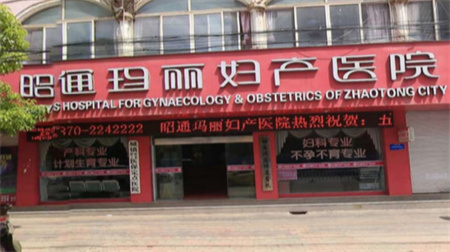 昭通玛丽妇产医院
'S HOSPITAL FOR GYNAECOLOGY & OBSTETRICS OF ZHAOTONG CITY
870-2242222 昭通玛丽妇产医院热烈祝贺：五
产科专业
计划生育专业
妇科专业
不孕不育专业